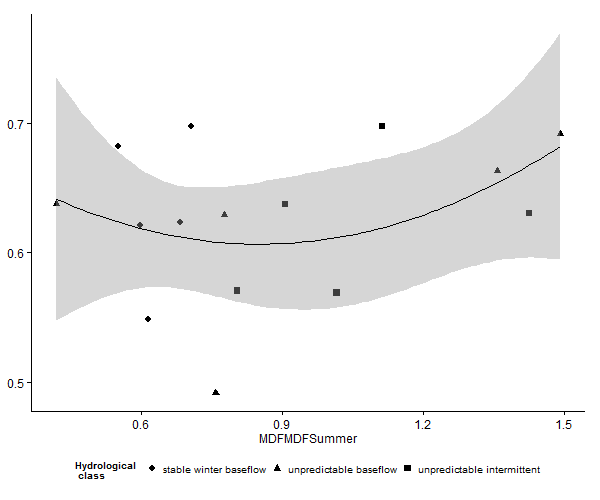 0.7
0.6
0.5
0.6 0.9 1.2 1.5
MDFMDFSummer
Hydrological
class
stable winter baseflow unpredictable baseflow unpredictable intermittent